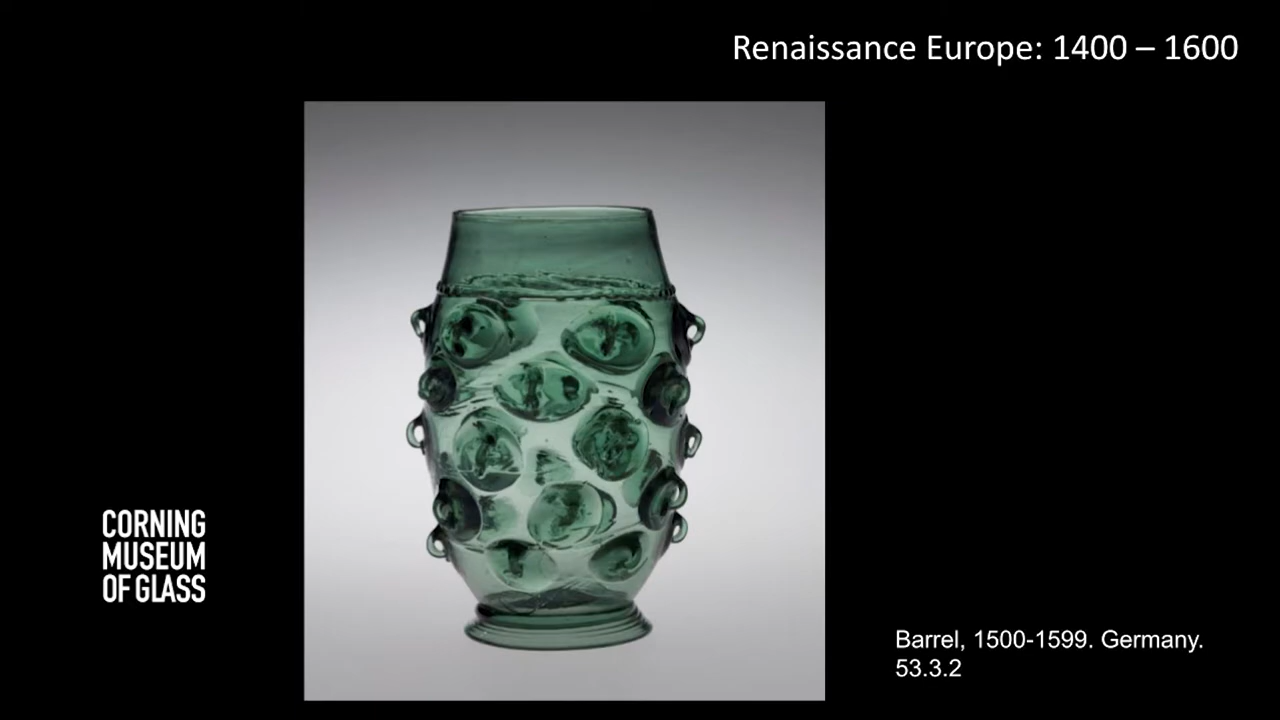 Renaissance Europe: 1400 – 1600
CORNING
MUSEUM
OF GLASS
Barrel, 1500-1599. Germany.
53.3.2